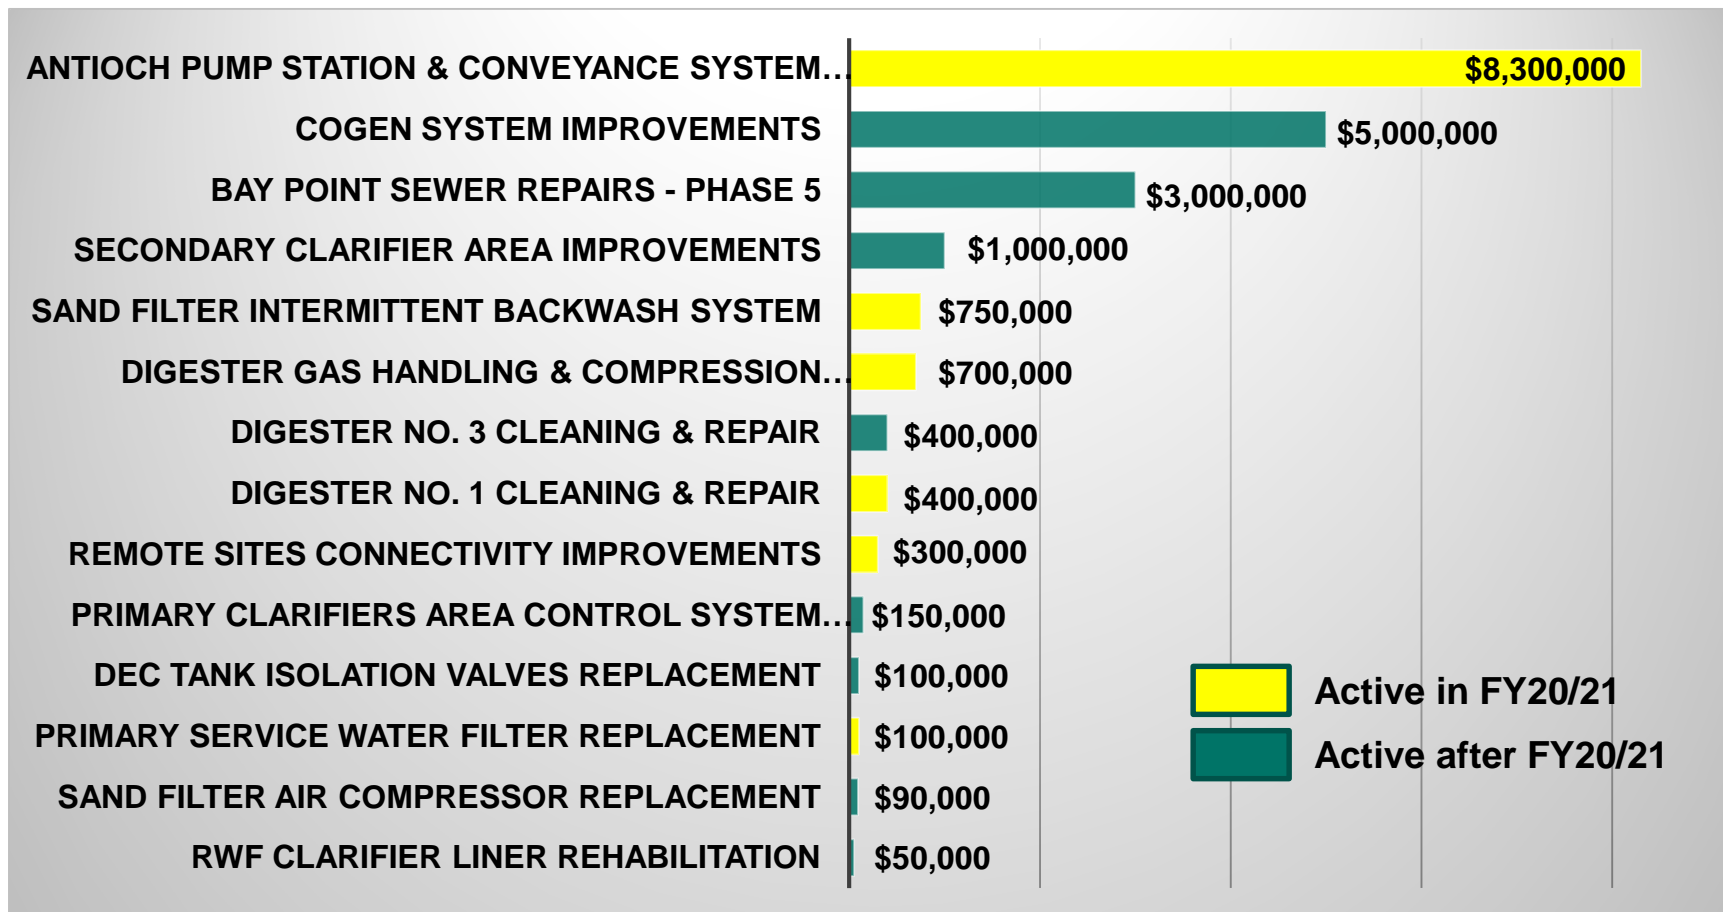 ANTIOCH PUMP STATION & CONVEYANCE SYSTEM… $8,300,000
COGEN SYSTEM IMPROVEMENTS $5,000,000
BAY POINT SEWER REPAIRS - PHASE 5 $3,000,000
SECONDARY CLARIFIER AREA IMPROVEMENTS $1,000,000
SAND FILTER INTERMITTENT BACKWASH SYSTEM $750,000
DIGESTER GAS HANDLING & COMPRESSION… $700,000
DIGESTER NO. 3 CLEANING & REPAIR $400,000
DIGESTER NO. 1 CLEANING & REPAIR $400,000
REMOTE SITES CONNECTIVITY IMPROVEMENTS $300,000
PRIMARY CLARIFIERS AREA CONTROL SYSTEM… $150,000
DEC TANK ISOLATION VALVES REPLACEMENT $100,000
PRIMARY SERVICE WATER FILTER REPLACEMENT $100,000
SAND FILTER AIR COMPRESSOR REPLACEMENT $90,000
RWF CLARIFIER LINER REHABILITATION $50,000
Active in FY20/21
Active after FY20/21